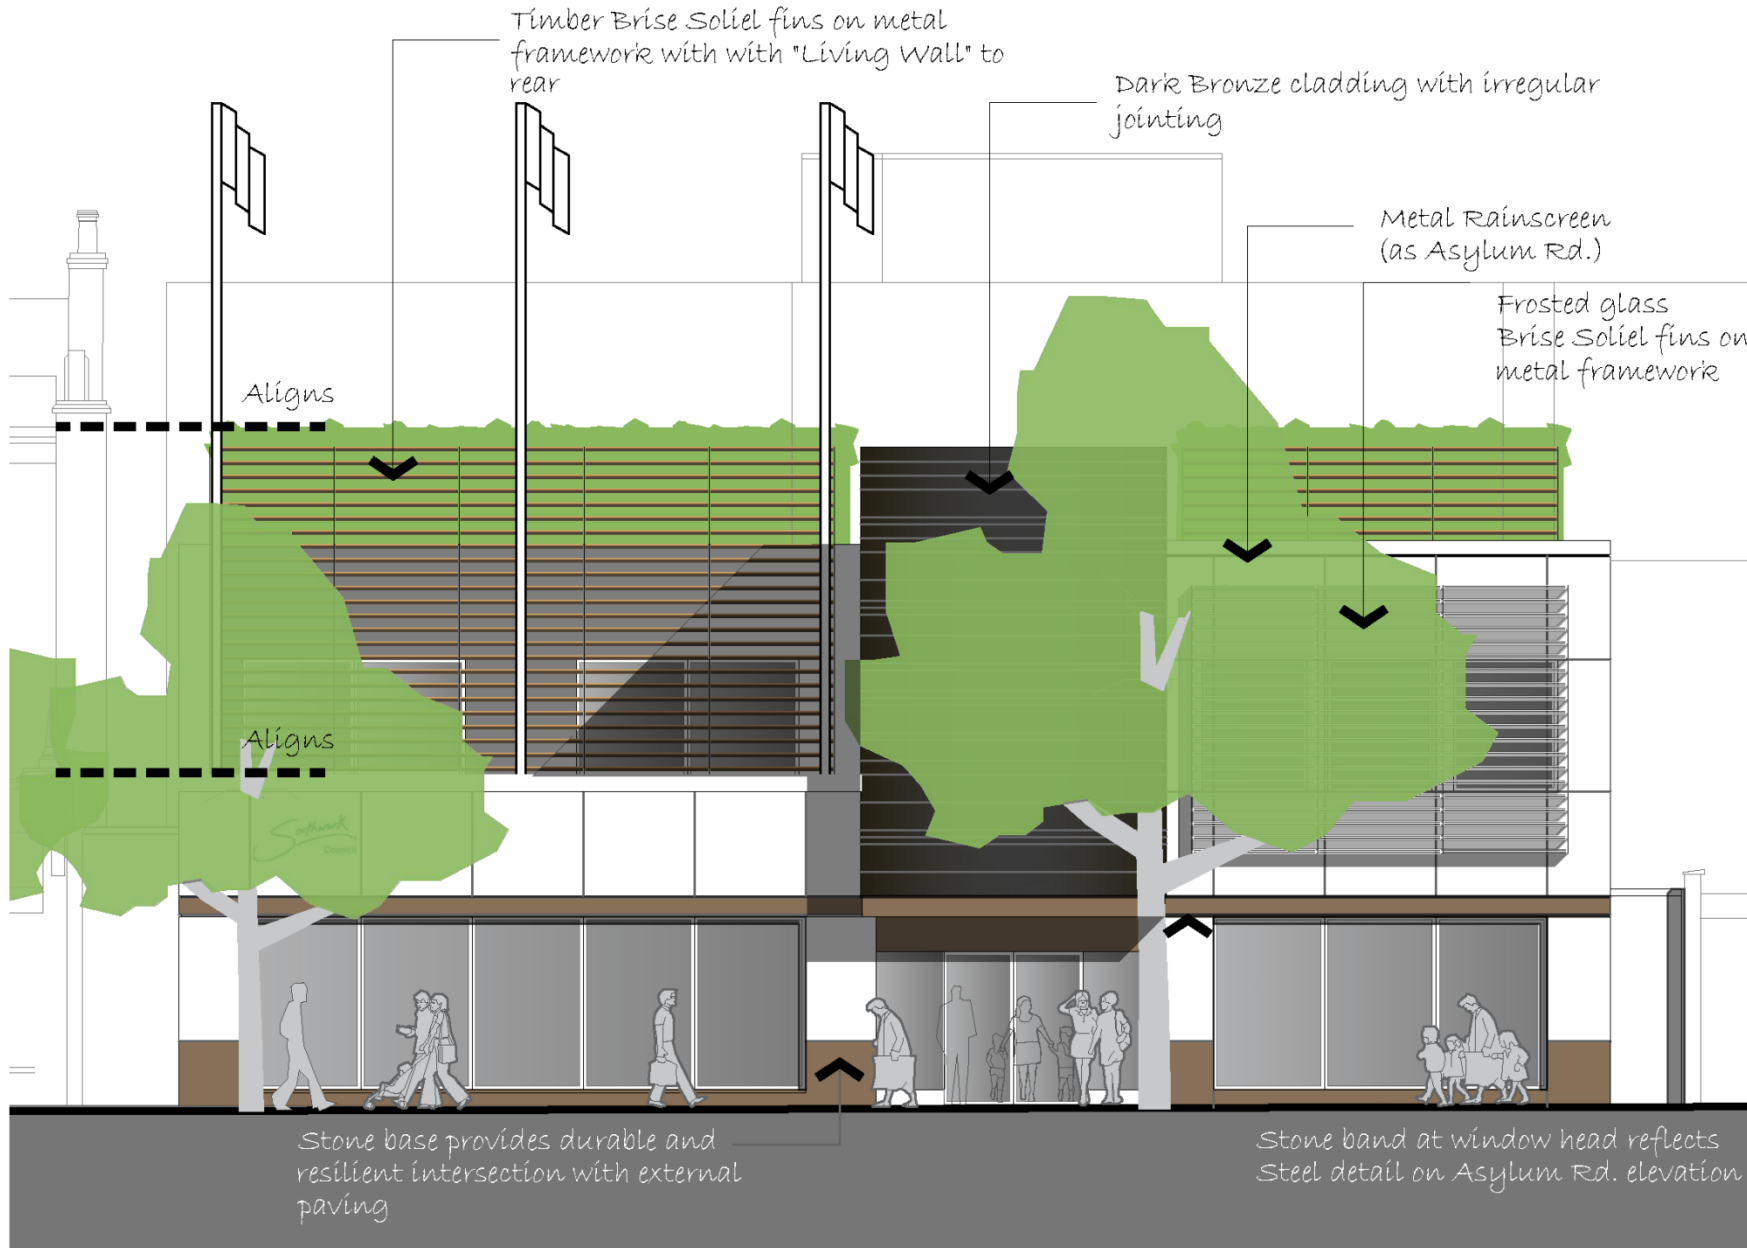 Timber Brise Soliel fins on metal
framework with with "Living Wall" to
rear
Dark Bronze cladding with irregular
jointing
Metal Rainscreen
(as Asylum Rd.)
Frosted glass
Brise Soliel fins on
metal framework
Aligns
Aligns
Southwark
Council
Stone base provides durable and
resilient intersection with external
paving
Stone band at window head reflects
Steel detail on Asylum Rd. elevation